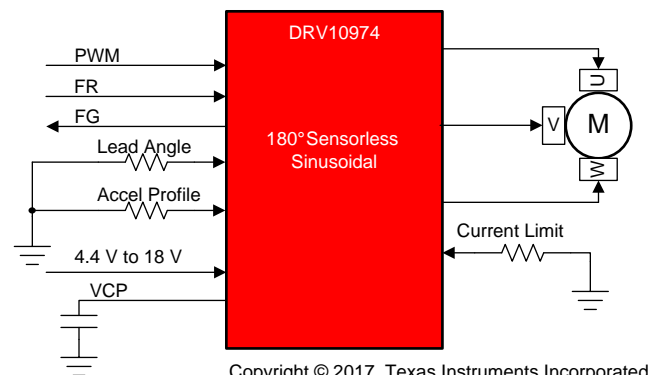 DRV10974
PWM
FR
FG
Lead Angle
Accel Profile
4.4 V to 18 V
VCP
180° Sensorless
Sinusoidal
U
V
M
W
Current Limit
Copyright © 2017, Texas Instruments Incorporated